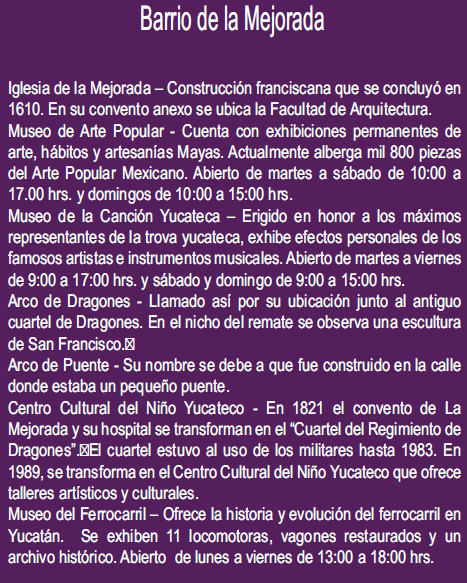 Barrio de la Mejorada
Iglesia de la Mejorada – Construcción franciscana que se concluyó en
1610. En su convento anexo se ubica la Facultad de Arquitectura.
Museo de Arte Popular - Cuenta con exhibiciones permanentes de
arte, hábitos y artesanías Mayas. Actualmente alberga mil 800 piezas
del Arte Popular Mexicano. Abierto de martes a sábado de 10:00 a
17.00 hrs. y domingos de 10:00 a 15:00 hrs.
Museo de la Canción Yucateca – Erigido en honor a los máximos
representantes de la trova yucateca, exhibe efectos personales de los
famosos artistas e instrumentos musicales. Abierto de martes a viernes
de 9:00 a 17:00 hrs. y sábado y domingo de 9:00 a 15:00 hrs.
Arco de Dragones - Llamado así por su ubicación junto al antiguo
cuartel de Dragones. En el nicho del remate se observa una escultura
de San Francisco.
Arco de Puente - Su nombre se debe a que fue construido en la calle
donde estaba un pequeño puente.
Centro Cultural del Niño Yucateco - En 1821 el convento de La
Mejorada y su hospital se transforman en el “Cuartel del Regimiento de
Dragones”. El cuartel estuvo al uso de los militares hasta 1983. En
1989, se transforma en el Centro Cultural del Niño Yucateco que ofrece
talleres artísticos y culturales.
Museo del Ferrocarril – Ofrece la historia y evolución del ferrocarril en
Yucatán. Se exhiben 11 locomotoras, vagones restaurados y un
archivo histórico. Abierto de lunes a viernes de 13:00 a 18:00 hrs.